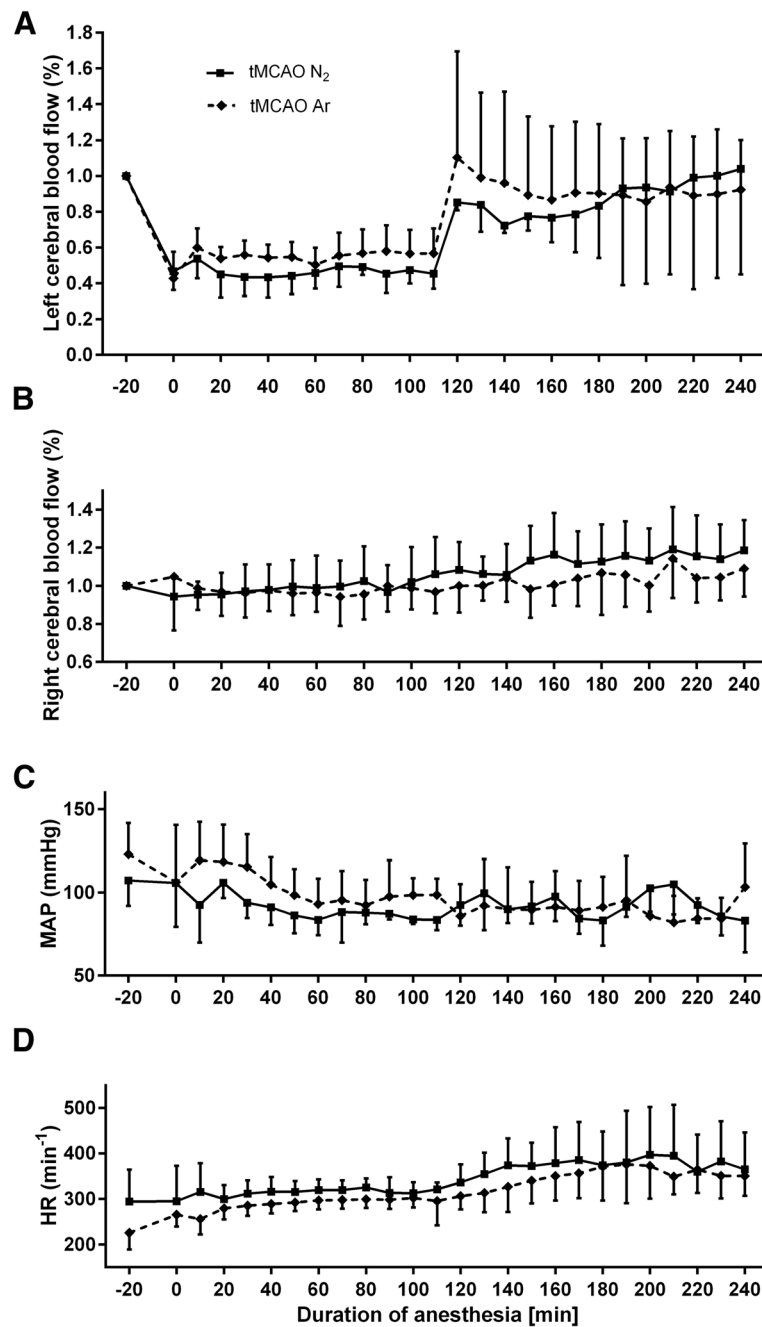 A
Left cerebral blood flow (%)
1.8
1.6
1.4
1.2
1.0
0.8
0.6
0.4
0.2
0.0
tMCAO N₂
tMCAO Ar
-20 0 20 40 60 80 100 120 140 160 180 200 220 240
B
Right cerebral blood flow (%)
1.4
1.2
1.0
0.8
0.6
-20 0 20 40 60 80 100 120 140 160 180 200 220 240
C
MAP (mmHg)
150
100
50
-20 0 20 40 60 80 100 120 140 160 180 200 220 240
D
HR (min⁻¹)
500
400
300
200
-20 0 20 40 60 80 100 120 140 160 180 200 220 240
Duration of anesthesia [min]